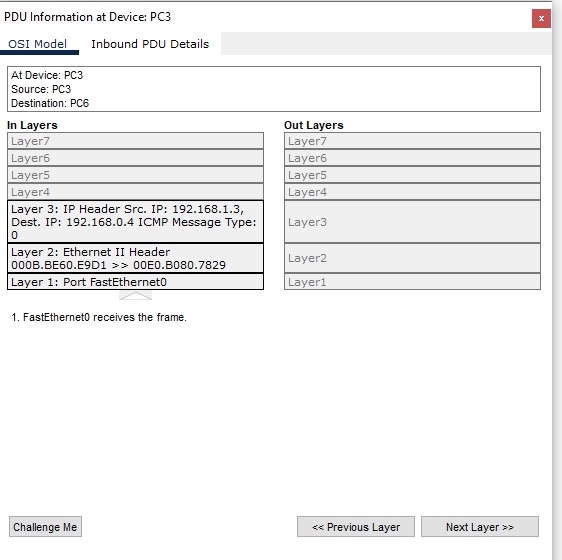 PDU Information at Device: PC3
x
OSI Model
Inbound PDU Details
At Device: PC3
Source: PC3
Destination: PC6
In Layers
Layer7
Layer6
Layer5
Layer4
Layer 3: IP Header Src. IP: 192.168.1.3,
Dest. IP: 192.168.0.4 ICMP Message Type:
0
Layer 2: Ethernet II Header
000B.BE60.E9D1 >> 00E0.B080.7829
Layer 1: Port FastEthernet0
Out Layers
Layer7
Layer6
Layer5
Layer4
Layer3
Layer2
Layer1
1. FastEthernet0 receives the frame.
Challenge Me
<< Previous Layer
Next Layer >>